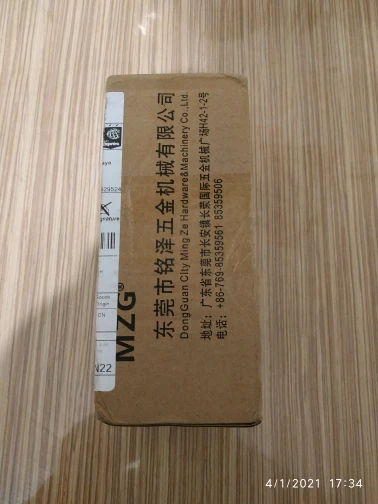 MZG®
东莞市铭泽五金机械有限公司
DongGuan City Ming Ze Hardware&Machinery Co.,Ltd.
地址：广东省东莞市长安镇长荣国际五金机械广场H42-1-2号
电话：+86-769-85359561 85359506
CN
N22
4/1/2021 17:34